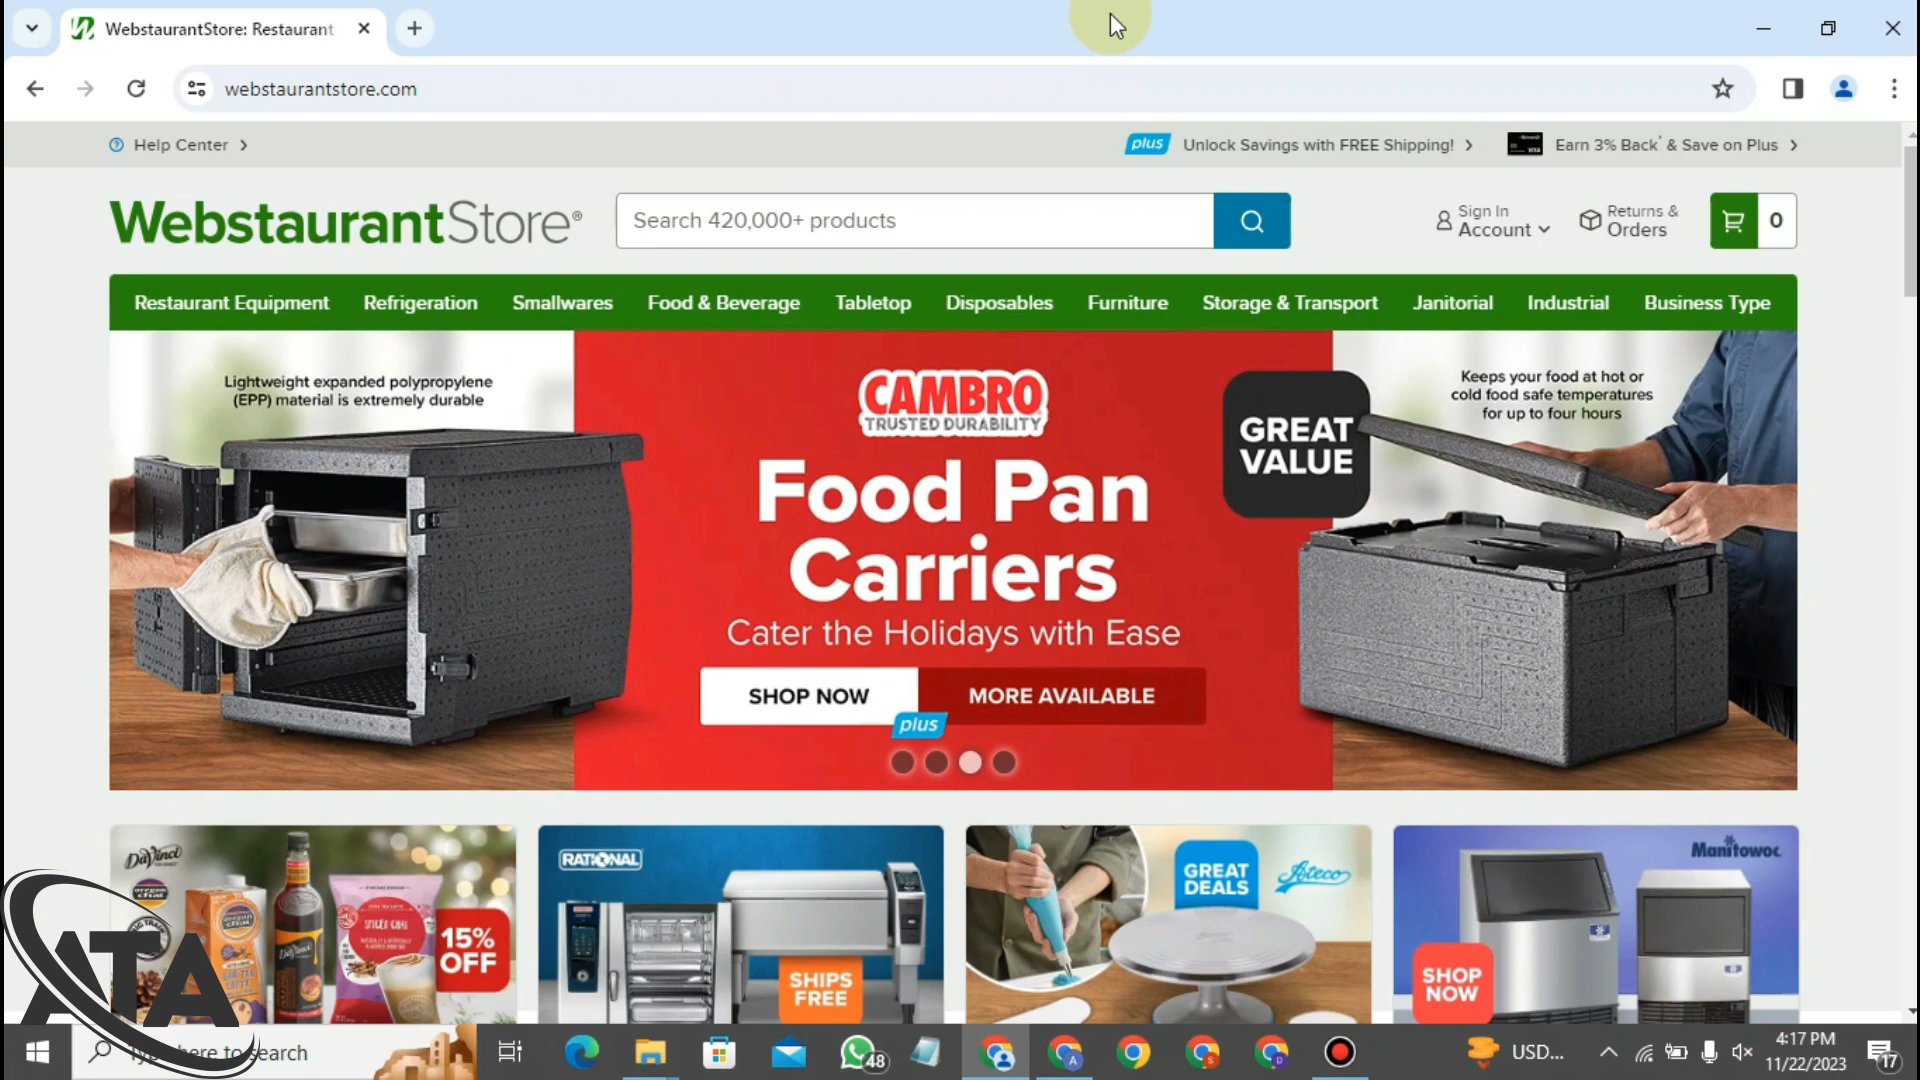 WebstaurantStore: Restaurant
webstaurantstore.com
Help Center
plus Unlock Savings with FREE Shipping!
Earn 3% Back* & Save on Plus
WebstaurantStore®
Search 420,000+ products
Sign In
Account
Returns &
Orders
0
Restaurant Equipment Refrigeration Smallwares Food & Beverage Tabletop Disposables Furniture Storage & Transport Janitorial Industrial Business Type
Lightweight expanded polypropylene
(EPP) material is extremely durable
CAMBRO
TRUSTED DURABILITY
Food Pan
Carriers
Cater the Holidays with Ease
SHOP NOW
MORE AVAILABLE
plus
GREAT
VALUE
Keeps your food at hot or
cold food safe temperatures
for up to four hours
DaVinci
SPICED CHAI
15%
OFF
RATIONAL
SHIPS
FREE
GREAT
DEALS
Ateco
Manitowoc
SHOP
NOW
ATA
here to search
48
A
S
D
USD...
4:17 PM
11/22/2023
17